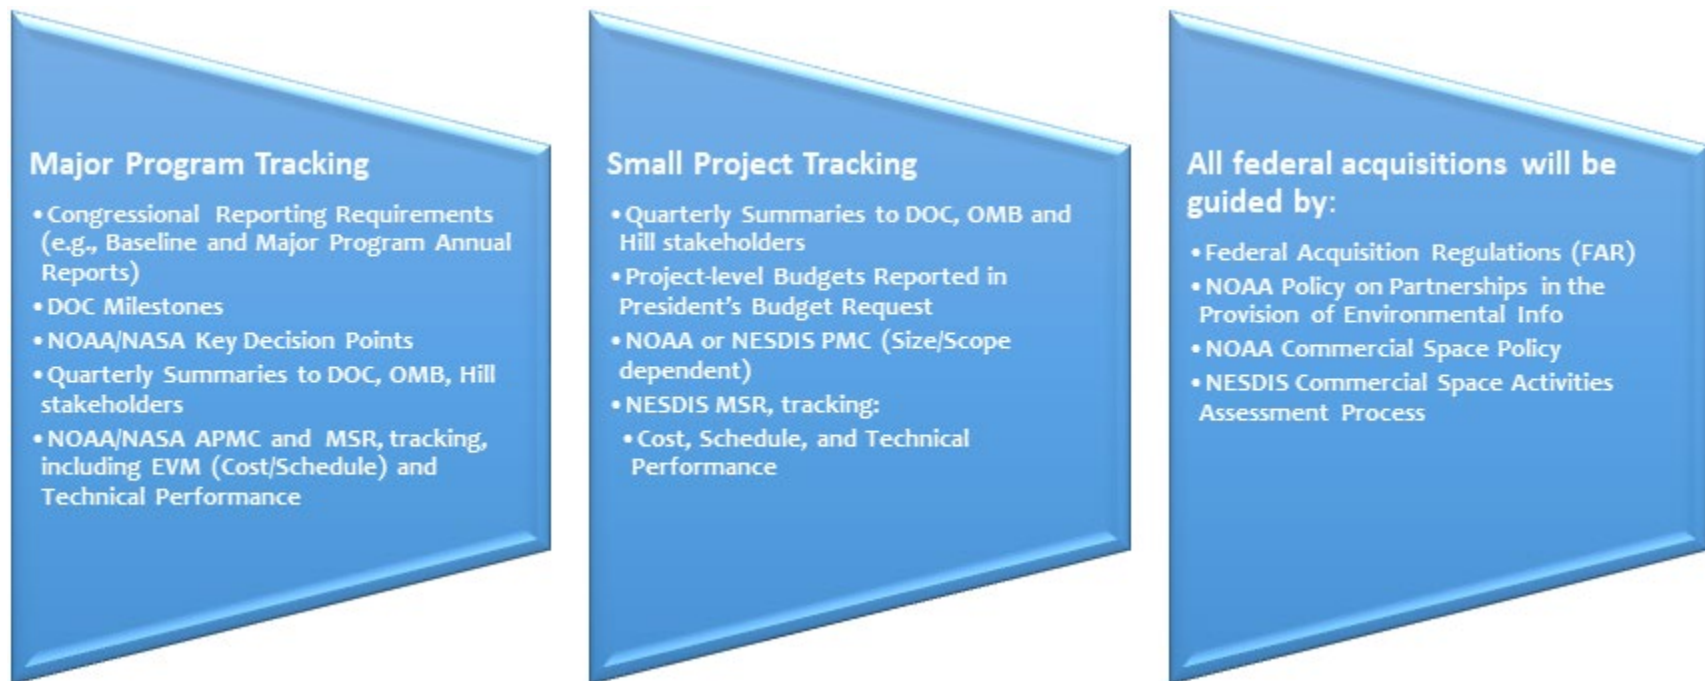 Major Program Tracking
•Congressional Reporting Requirements
(e.g., Baseline and Major Program Annual
Reports)
•DOC Milestones
•NOAA/NASA Key Decision Points
•Quarterly Summaries to DOC, OMB, Hill
stakeholders
•NOAA/NASA APMC and MSR, tracking,
including EVM (Cost/Schedule) and
Technical Performance
Small Project Tracking
•Quarterly Summaries to DOC, OMB and
Hill stakeholders
•Project-level Budgets Reported in
President's Budget Request
•NOAA or NESDIS PMC (Size/Scope
dependent)
•NESDIS MSR, tracking:
•Cost, Schedule, and Technical
Performance
All federal acquisitions will be
guided by:
•Federal Acquisition Regulations (FAR)
•NOAA Policy on Partnerships in the
Provision of Environmental Info
•NOAA Commercial Space Policy
•NESDIS Commercial Space Activities
Assessment Process